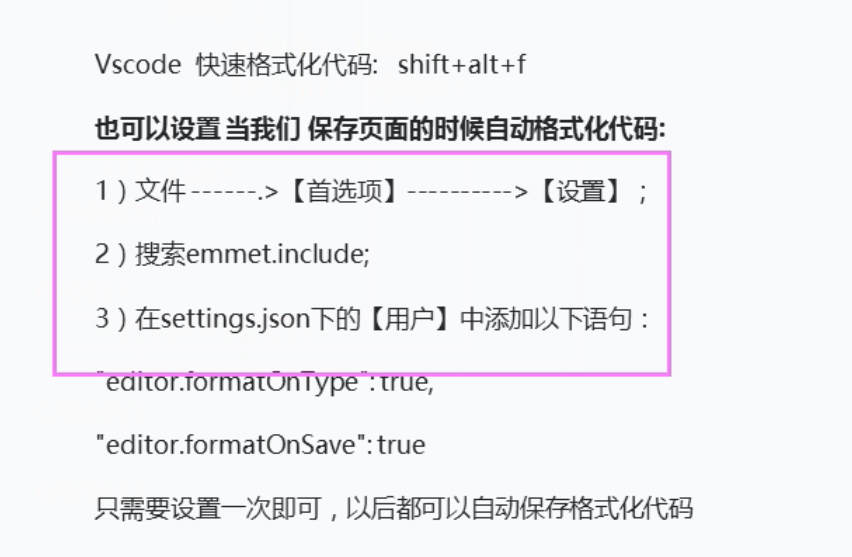 Vscode 快速格式化代码: shift+alt+f
也可以设置 当我们 保存页面的时候自动格式化代码:
1）文件 ------.>【首选项】---------->【设置】；
2）搜索emmet.include;
3）在settings.json下的【用户】中添加以下语句：
"editor.formatOnType": true,
"editor.formatOnSave": true
只需要设置一次即可，以后都可以自动保存格式化代码